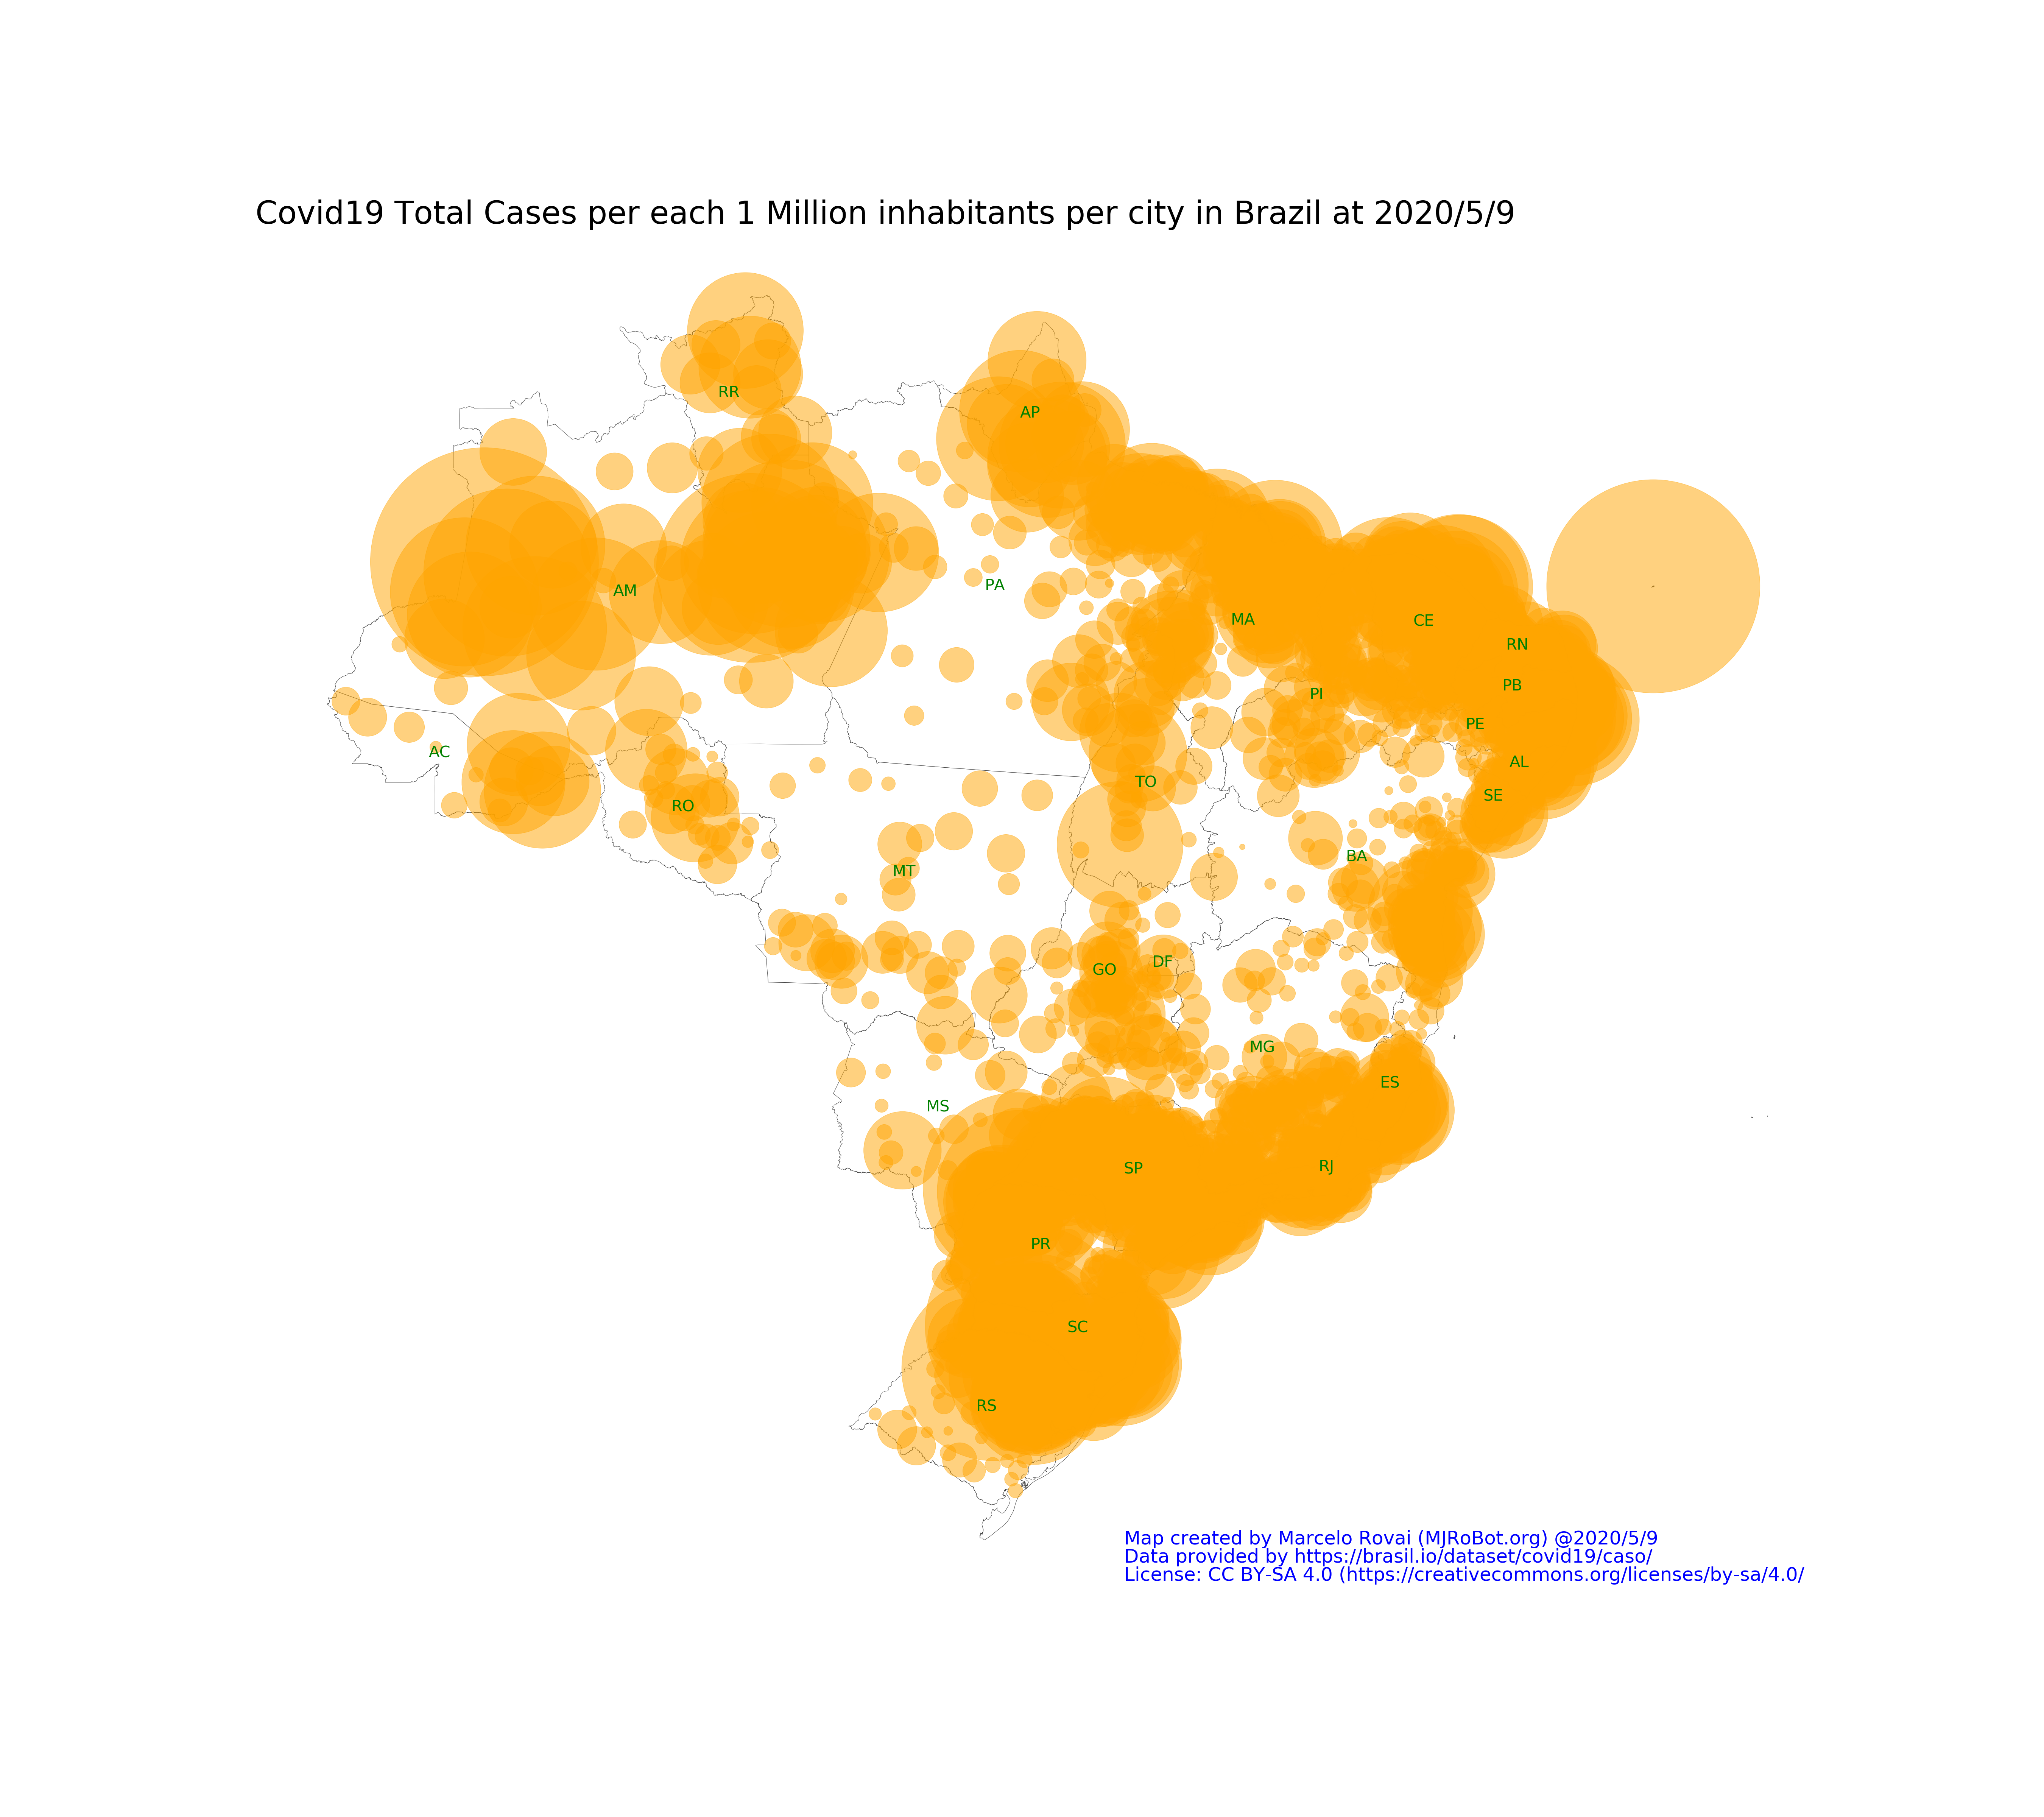 Covid19 Total Cases per each 1 Million inhabitants per city in Brazil at 2020/5/9
RR
AP
AM
PA
MA
CE
RN
PB
PI
PE
AC
AL
TO
SE
RO
BA
MT
DF
GO
MG
ES
MS
RJ
SP
PR
SC
RS
Map created by Marcelo Rovai (MJRoBot.org) @2020/5/9
Data provided by https://brasil.io/dataset/covid19/caso/
License: CC BY-SA 4.0 (https://creativecommons.org/licenses/by-sa/4.0/